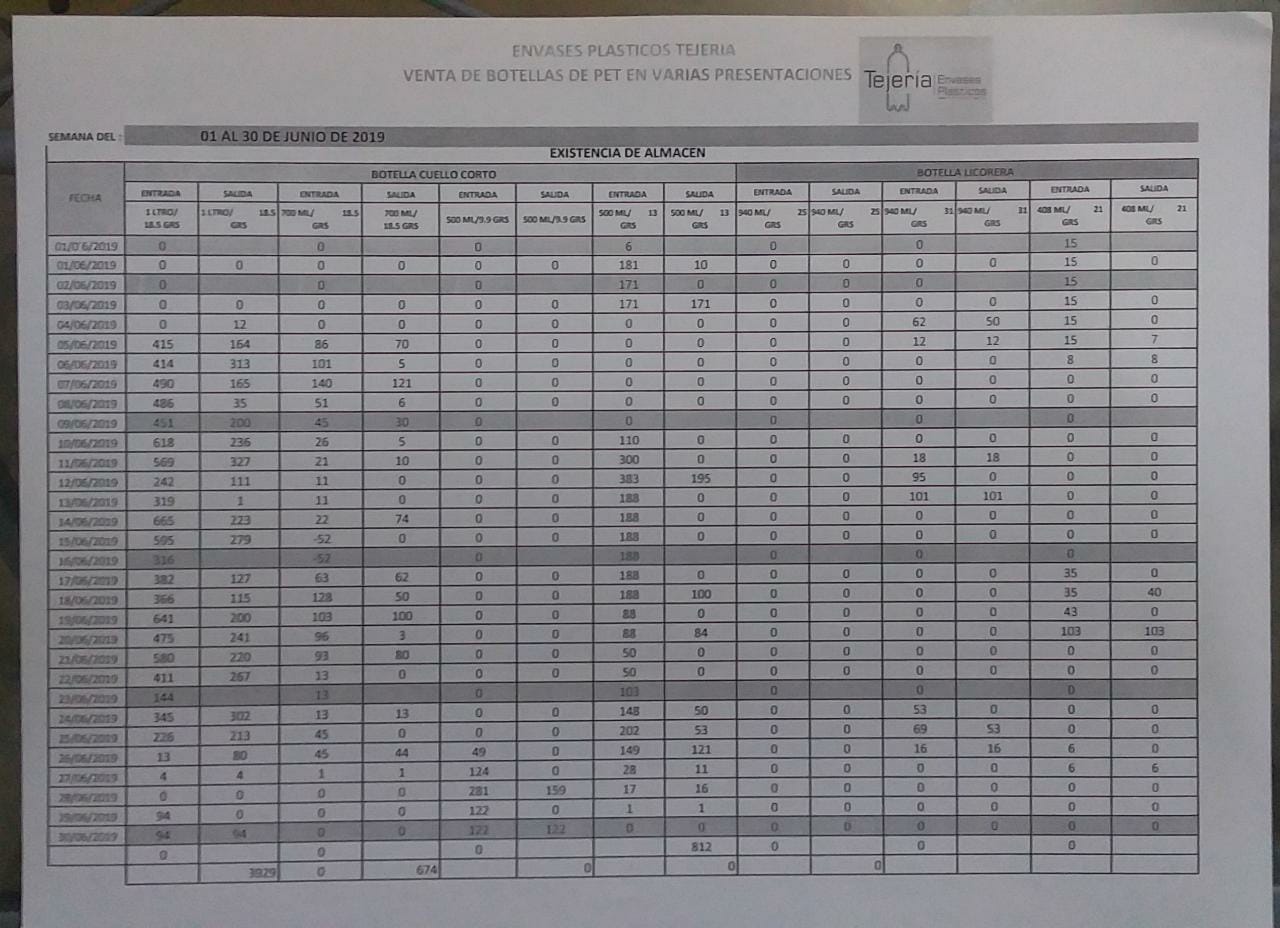 ENVASES PLASTICOS TEJERIA
VENTA DE BOTELLAS DE PET EN VARIAS PRESENTACIONES
Tejería Envases Plasticos
SEMANA DEL : 01 AL 30 DE JUNIO DE 2019
EXISTENCIA DE ALMACEN
FECHA BOTELLA CUELLO CORTO BOTELLA LICORERA
ENTRADA SALIDA ENTRADA SALIDA ENTRADA SALIDA ENTRADA SALIDA ENTRADA SALIDA ENTRADA SALIDA ENTRADA SALIDA
1 LTRO/ 18.5 GRS 1 LTRO/ 18.5 GRS 700 ML/ 18.5 GRS 700 ML/ 18.5 GRS 500 ML/9.9 GRS 500 ML/9.9 GRS 500 ML/ 13 GRS 500 ML/ 13 GRS 940 ML/ 25 GRS 940 ML/ 25 GRS 940 ML/ 31 GRS 940 ML/ 31 GRS 408 ML/ 21 GRS 408 ML/ 21 GRS
01/06/2019 0 0 0 6 0 0 15
01/06/2019 0 0 0 0 0 0 181 10 0 0 0 0 15 0
02/06/2019 0 0 0 171 0 0 0 0 15
03/06/2019 0 0 0 0 0 0 171 171 0 0 0 0 15 0
04/06/2019 0 12 0 0 0 0 0 0 0 0 62 50 15 0
05/06/2019 415 164 86 70 0 0 0 0 0 0 12 12 15 7
06/06/2019 414 313 101 5 0 0 0 0 0 0 0 0 8 8
07/06/2019 490 165 140 121 0 0 0 0 0 0 0 0 0 0
08/06/2019 486 35 51 6 0 0 0 0 0 0 0 0 0 0
09/06/2019 451 200 45 30 0 0 0 0 0
10/06/2019 618 236 26 5 0 0 110 0 0 0 0 0 0 0
11/06/2019 569 327 21 10 0 0 300 0 0 0 18 18 0 0
12/06/2019 242 111 11 0 0 0 383 195 0 0 95 0 0 0
13/06/2019 319 1 11 0 0 0 188 0 0 0 101 101 0 0
14/06/2019 665 223 22 74 0 0 188 0 0 0 0 0 0 0
15/06/2019 595 279 -52 0 0 0 188 0 0 0 0 0 0 0
16/06/2019 316 -52 0 188 0 0 0
17/06/2019 382 127 63 62 0 0 188 0 0 0 0 0 35 0
18/06/2019 366 115 128 50 0 0 188 100 0 0 0 0 35 40
19/06/2019 641 200 103 100 0 0 88 0 0 0 0 0 43 0
20/06/2019 475 241 96 3 0 0 88 84 0 0 0 0 103 103
21/06/2019 580 220 93 80 0 0 50 0 0 0 0 0 0 0
22/06/2019 411 267 13 0 0 0 50 0 0 0 0 0 0 0
23/06/2019 144 13 0 103 0 0 0
24/06/2019 345 302 13 13 0 0 148 50 0 0 53 0 0 0
25/06/2019 226 213 45 0 0 0 202 53 0 0 69 53 0 0
26/06/2019 13 80 45 44 49 0 149 121 0 0 16 16 6 0
27/06/2019 4 4 1 1 124 0 28 11 0 0 0 0 6 6
28/06/2019 0 0 0 0 281 159 17 16 0 0 0 0 0 0
29/06/2019 94 0 0 0 122 0 1 1 0 0 0 0 0 0
30/06/2019 94 94 0 0 122 122 0 0 0 0 0 0 0 0
0 0 0 812 0 0 0
3929 0 674 0 0 0